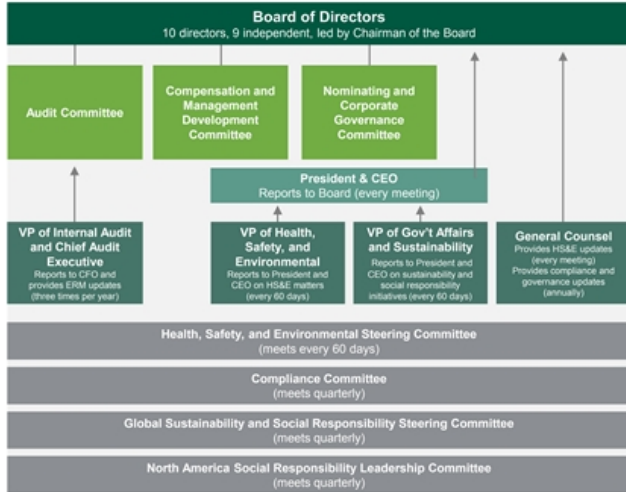 Board of Directors
10 directors, 9 independent, led by Chairman of the Board
Audit Committee
Compensation and
Management
Development
Committee
Nominating and
Corporate
Governance
Committee
President & CEO
Reports to Board (every meeting)
VP of Internal Audit
and Chief Audit
Executive
Reports to CFO and
provides ERM updates
(three times per year)
VP of Health,
Safety, and
Environmental
Reports to President and
CEO on HS&E matters
(every 60 days)
VP of Gov't Affairs
and Sustainability
Reports to President and
CEO on sustainability and
social responsibility
initiatives (every 60 days)
General Counsel
Provides HS&E updates
(every meeting)
Provides compliance and
governance updates
(annually)
Health, Safety, and Environmental Steering Committee
(meets every 60 days)
Compliance Committee
(meets quarterly)
Global Sustainability and Social Responsibility Steering Committee
(meets quarterly)
North America Social Responsibility Leadership Committee
(meets quarterly)